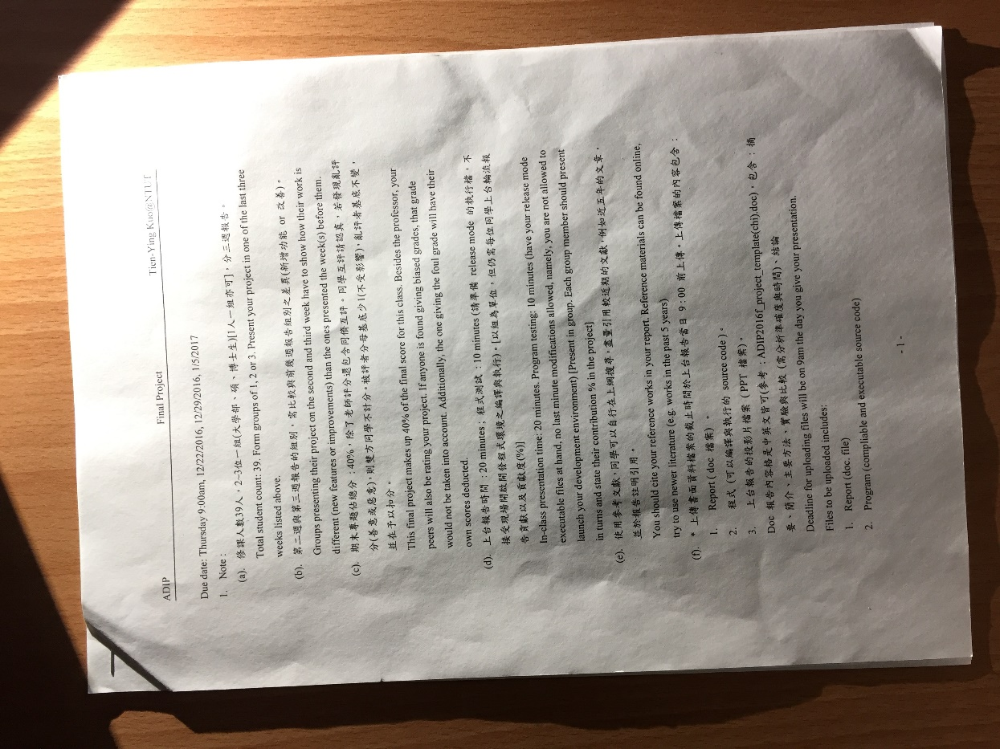 ADIP Final Project Tien-Ying Kuo@NTUT
Due date: Thursday 9:00am, 12/22/2016, 12/29/2016, 1/5/2017
1. Note :
(a). 修課人數39人，2~3位一組(大學部、碩、博士生)[1人一組亦可]，分三週報告。
Total student count: 39. Form groups of 1, 2 or 3. Present your project in one of the last three
weeks listed above.
(b). 第二週與第三週報告的組別，需比較與前幾週報告組別之差異(新增功能 or 改善)。
Groups presenting their project on the second and third week have to show how their work is
different (new features or improvements) than the ones presented the week(s) before them.
(c). 期末專題佔總分：40%，除了老師評分還包含同儕互評。同學互評請認真，若發現亂評
分(善意或惡意)，則雙方同學不計分。被評者分母基底少1(不受影響)，亂評者基底不變，
並在予以扣分。
This final project makes up 40% of the final score for this class. Besides the professor, your
peers will also be rating your project. If anyone is found giving biased grades, that grade
would not be taken into account. Additionally, the one giving the foul grade will have their
own scores deducted.
(d). 上台報告時間：20 minutes；程式測試：10 minutes (請準備 release mode 的執行檔，不
接受現場開啟開發程式環境之編譯與執行)。[以組為單位，但仍需每位同學上台輪流報
告貢獻以及貢獻度(%)]
In-class presentation time: 20 minutes. Program testing: 10 minutes (have your release mode
executable files at hand, no last minute modifications allowed, namely, you are not allowed to
launch your development environment) [Present in group. Each group member should present
in turns and state their contribution % in the project]
(e). 使用參考文獻，同學可以自行在上網搜尋，盡量引用較近期的文獻，例如近五年的文章，
並於報告註明引用。
You should cite your reference works in your report. Reference materials can be found online,
try to use newer literature (e.g. works in the past 5 years)
(f). * 上傳書面資料檔案的截止時間於上台報告當日 9：00 前上傳。上傳檔案的內容包含：
1. Report ( doc 檔案) 。
2. 程式 (可以編譯與執行的 source code ) 。
3. 上台報告的投影片檔案 ( PPT 檔案) 。
Doc 報告內容格是中英文皆可(參考：ADIP2016f_project_template(chi).doc)，包含：摘
要、簡介、主要方法、實驗與比較 (需分析準確度與時間)、結論
Deadline for uploading files will be on 9am the day you give your presentation.
Files to be uploaded includes:
1. Report (doc. file)
2. Program (compliable and executable source code)
- 1 -